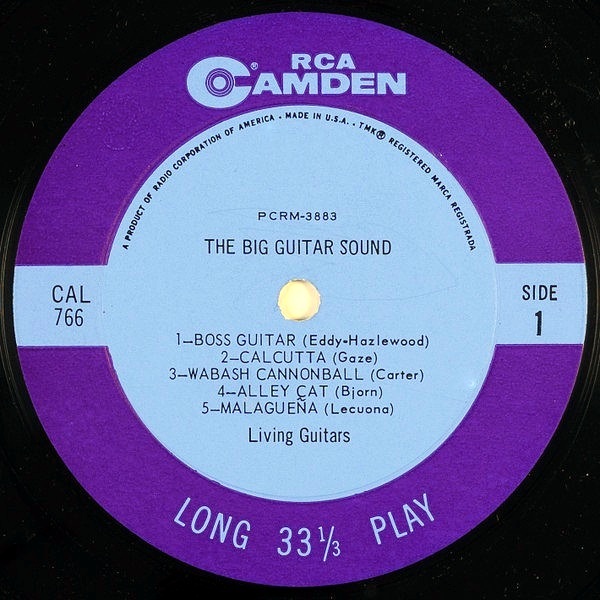 RCA
CAMDEN®
A PRODUCT OF RADIO CORPORATION OF AMERICA • MADE IN U.S.A. • TMK® REGISTERED MARCA REGISTRADA
PCRM-3883
THE BIG GUITAR SOUND
CAL
766
SIDE
1
1—BOSS GUITAR (Eddy-Hazlewood)
2—CALCUTTA (Gaze)
3—WABASH CANNONBALL (Carter)
4—ALLEY CAT (Bjorn)
5—MALAGUEÑA (Lecuona)
Living Guitars
LONG 33⅓ PLAY